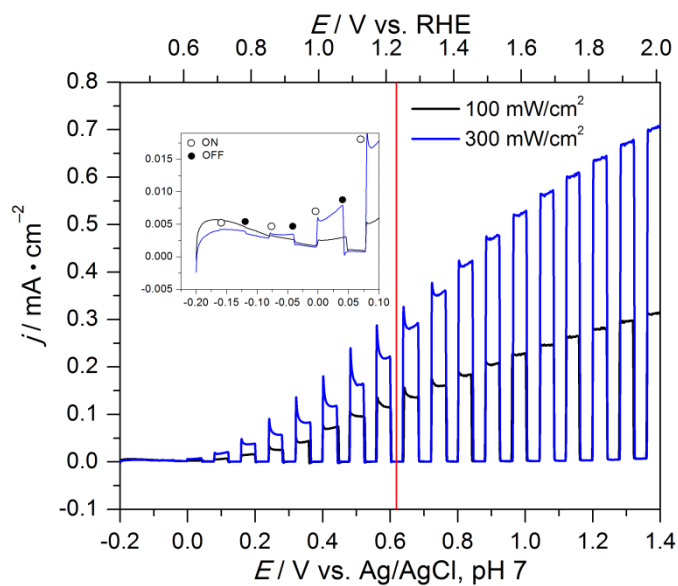 E / V vs. RHE
0.6 0.8 1.0 1.2 1.4 1.6 1.8 2.0
0.8
0.7
0.6
0.5
0.4
0.3
0.2
0.1
0.0
-0.1
j / mA·cm⁻²
100 mW/cm²
300 mW/cm²
ON
OFF
0.015
0.010
0.005
0.000
-0.005
-0.20 -0.15 -0.10 -0.05 0.00 0.05 0.10
-0.2 0.0 0.2 0.4 0.6 0.8 1.0 1.2 1.4
E / V vs. Ag/AgCl, pH 7